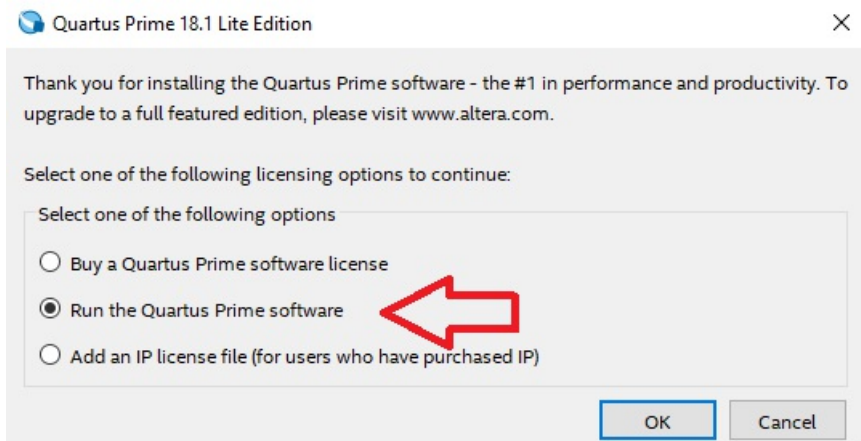 Quartus Prime 18.1 Lite Edition
Thank you for installing the Quartus Prime software - the #1 in performance and productivity. To
upgrade to a full featured edition, please visit www.altera.com.
Select one of the following licensing options to continue:
Select one of the following options
Buy a Quartus Prime software license
Run the Quartus Prime software
Add an IP license file (for users who have purchased IP)
OK Cancel